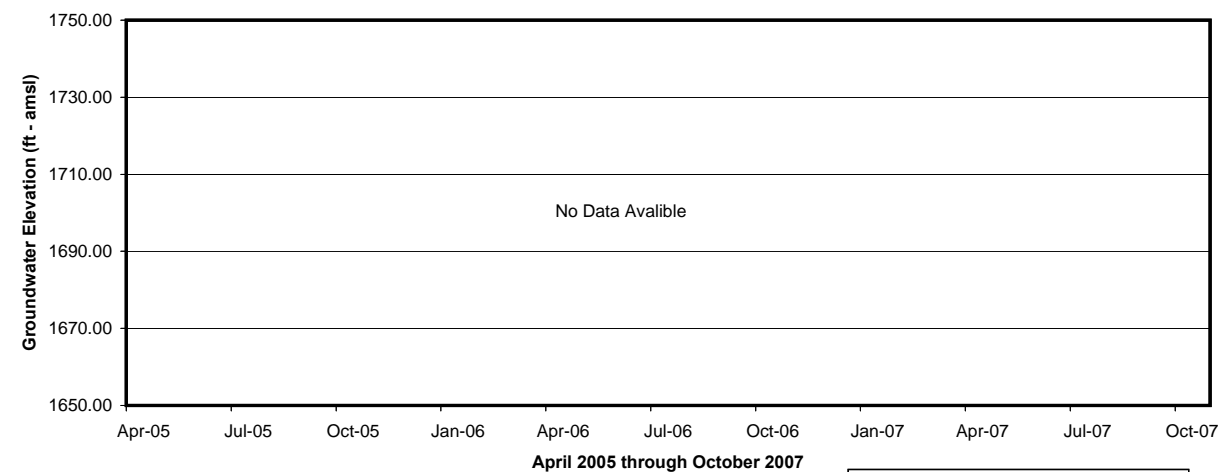 Groundwater Elevation (ft - amsl)
1750.00
1730.00
1710.00
1690.00
1670.00
1650.00
No Data Avalible
Apr-05 Jul-05 Oct-05 Jan-06 Apr-06 Jul-06 Oct-06 Jan-07 Apr-07 Jul-07 Oct-07
April 2005 through October 2007